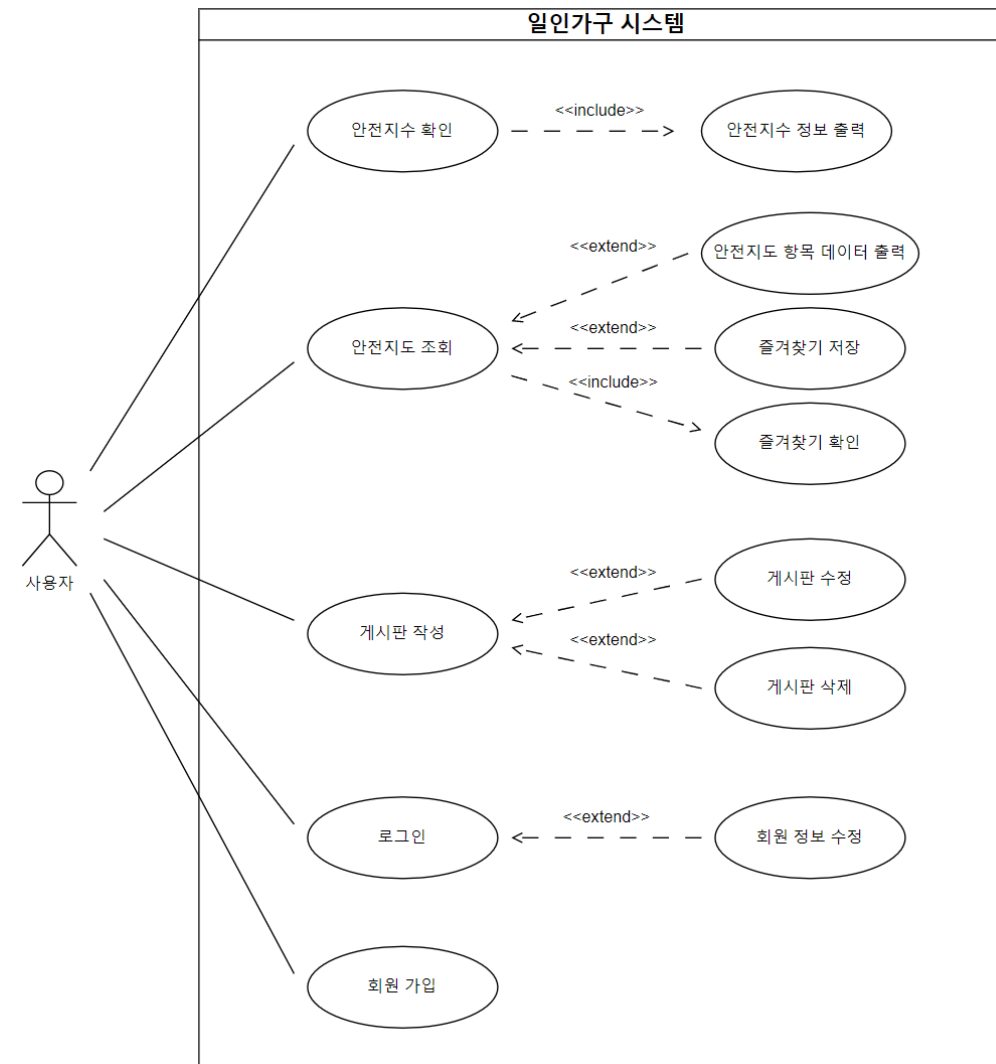 일인가구 시스템
안전지수 확인
<<include>>
안전지수 정보 출력
<<extend>>
안전지도 항목 데이터 출력
안전지도 조회
<<extend>>
즐겨찾기 저장
<<include>>
즐겨찾기 확인
사용자
게시판 작성
<<extend>>
게시판 수정
<<extend>>
게시판 삭제
로그인
<<extend>>
회원 정보 수정
회원 가입